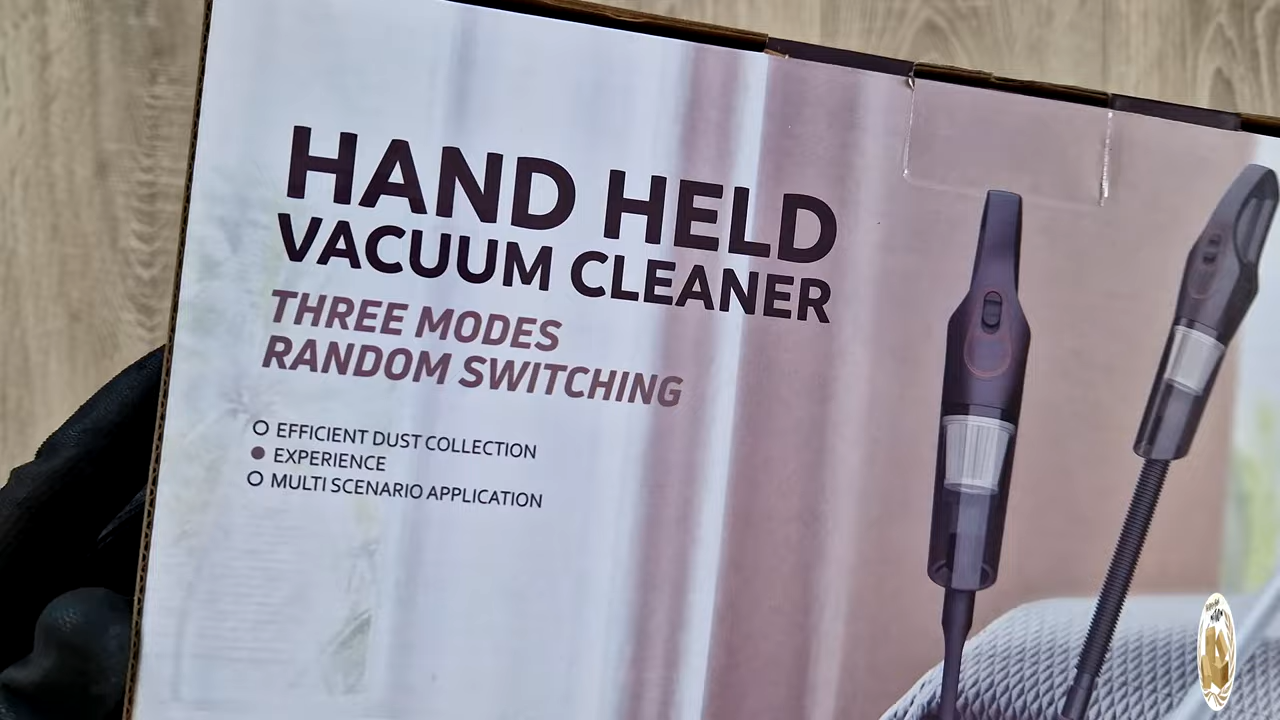 HAND HELD
VACUUM CLEANER
THREE MODES
RANDOM SWITCHING
EFFICIENT DUST COLLECTION
EXPERIENCE
MULTI SCENARIO APPLICATION